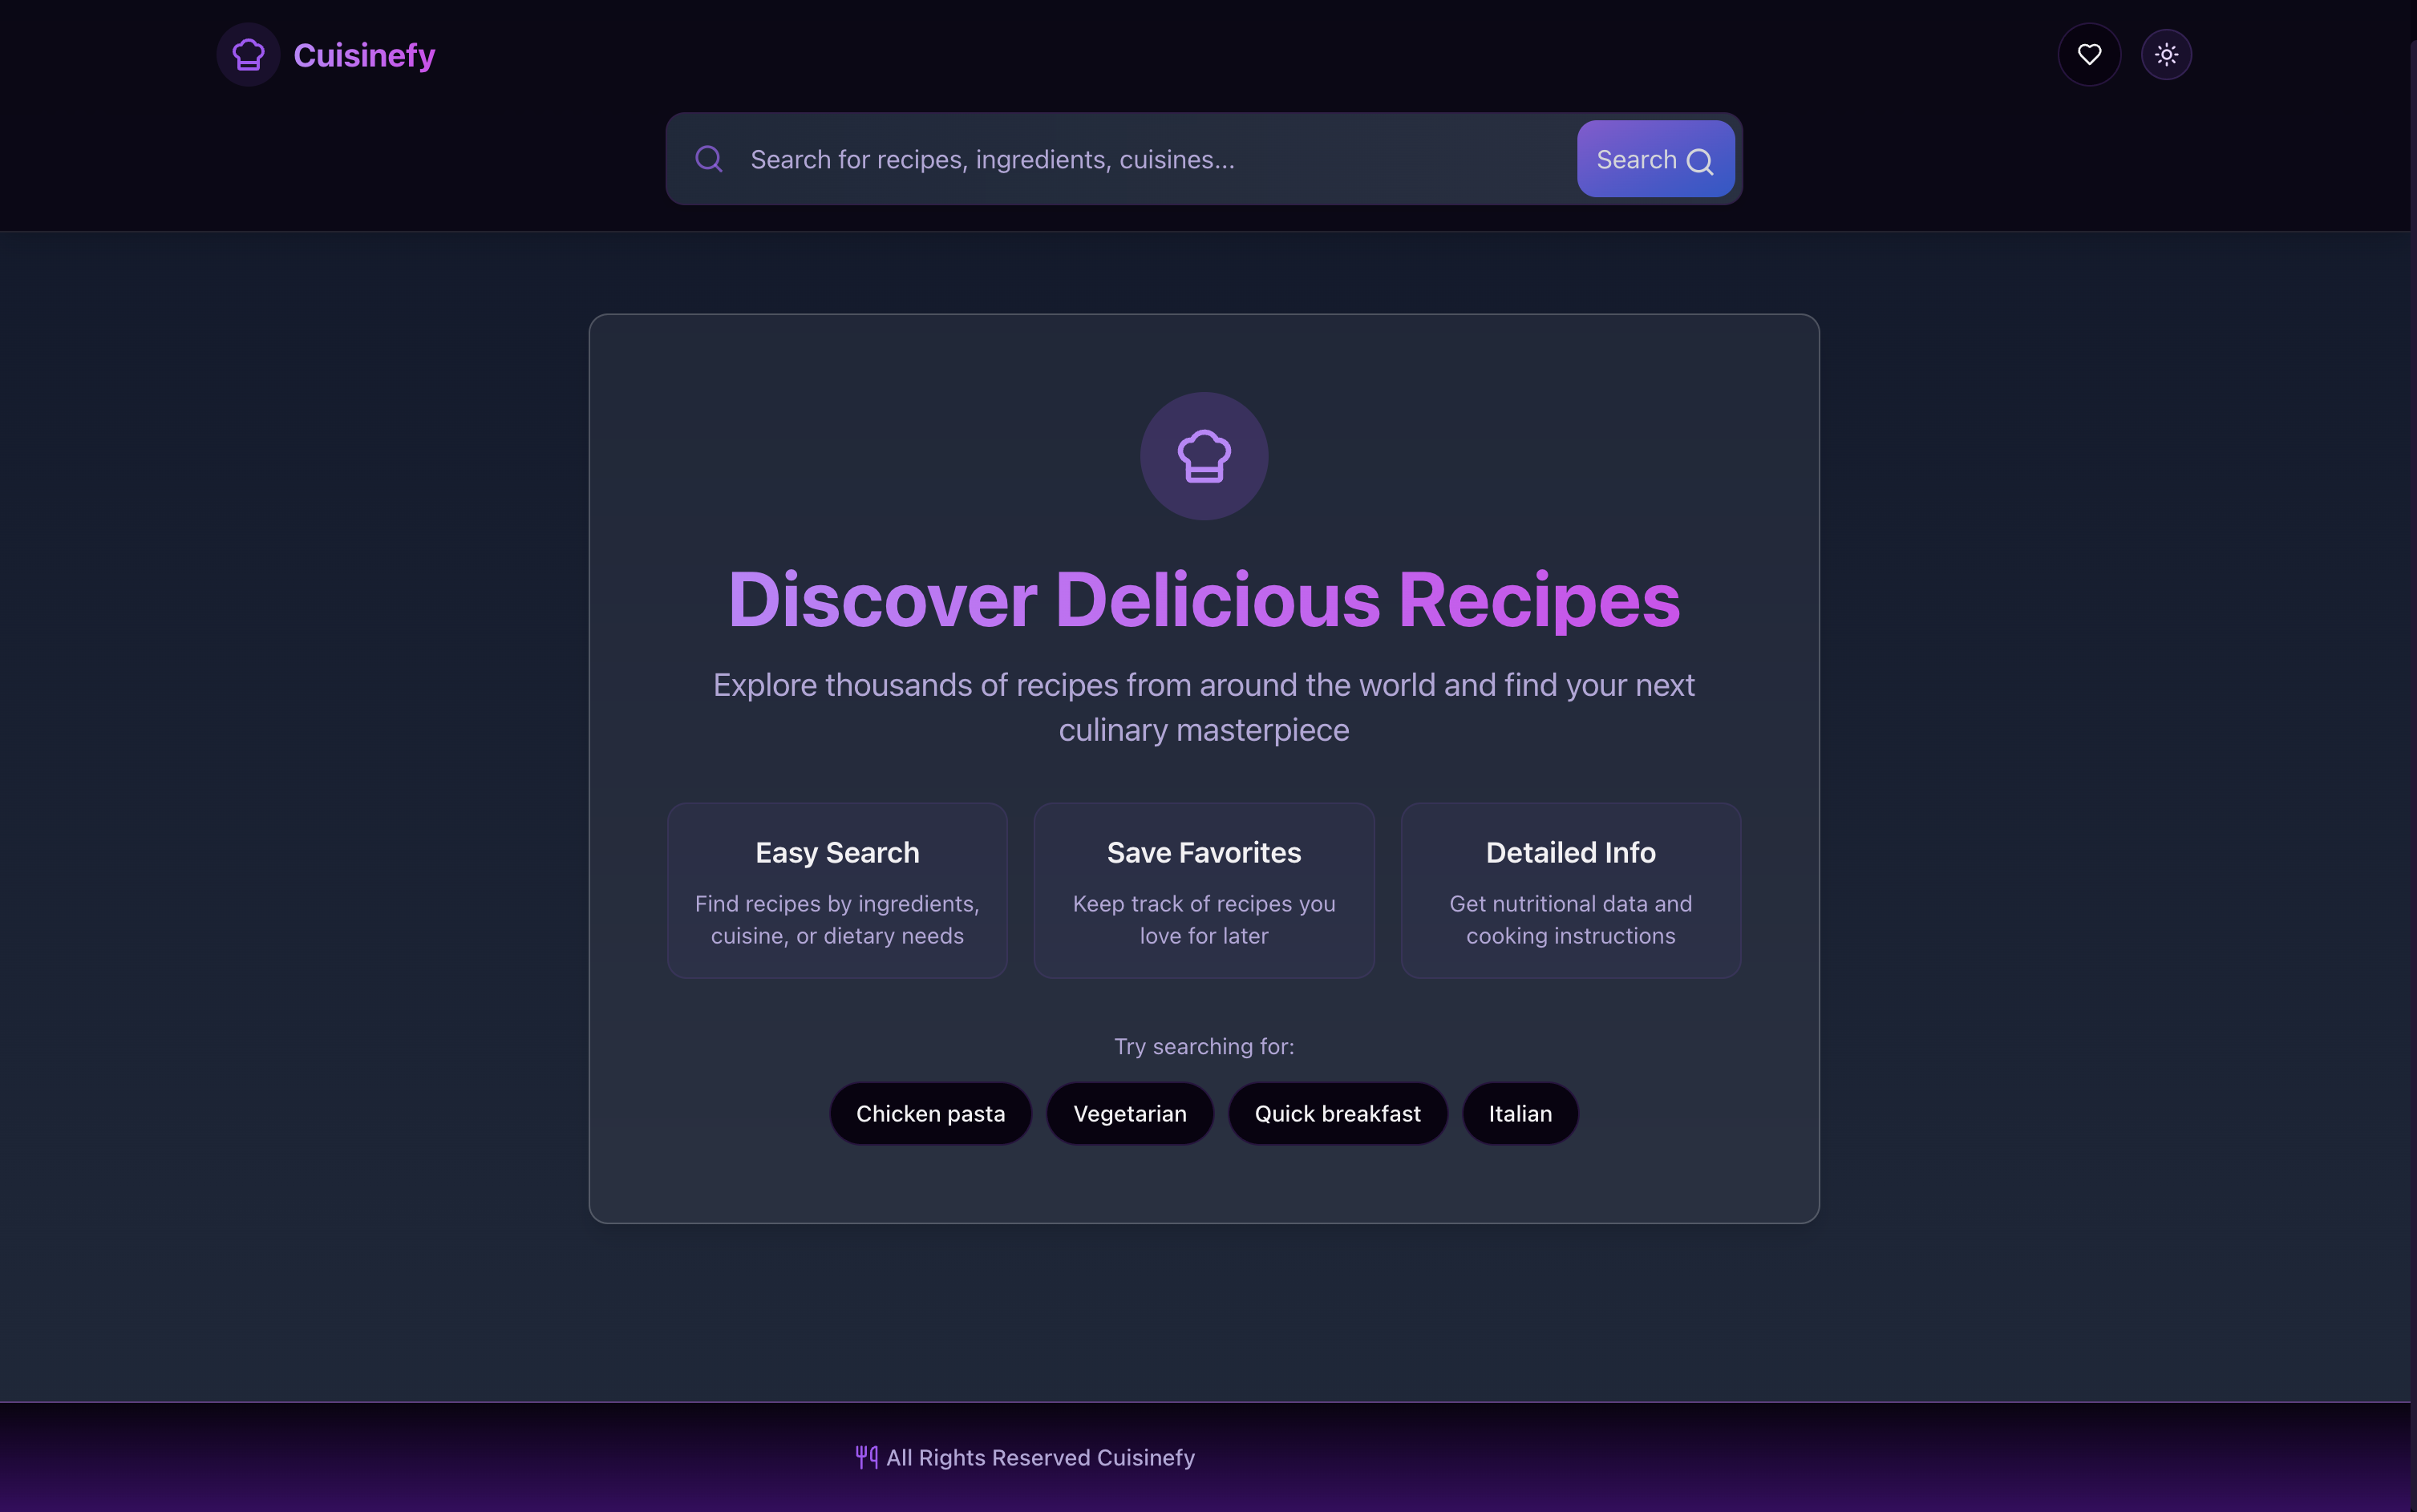 Cuisinefy
Search for recipes, ingredients, cuisines...
Search
Discover Delicious Recipes
Explore thousands of recipes from around the world and find your next
culinary masterpiece
Easy Search
Find recipes by ingredients,
cuisine, or dietary needs
Save Favorites
Keep track of recipes you
love for later
Detailed Info
Get nutritional data and
cooking instructions
Try searching for:
Chicken pasta
Vegetarian
Quick breakfast
Italian
All Rights Reserved Cuisinefy